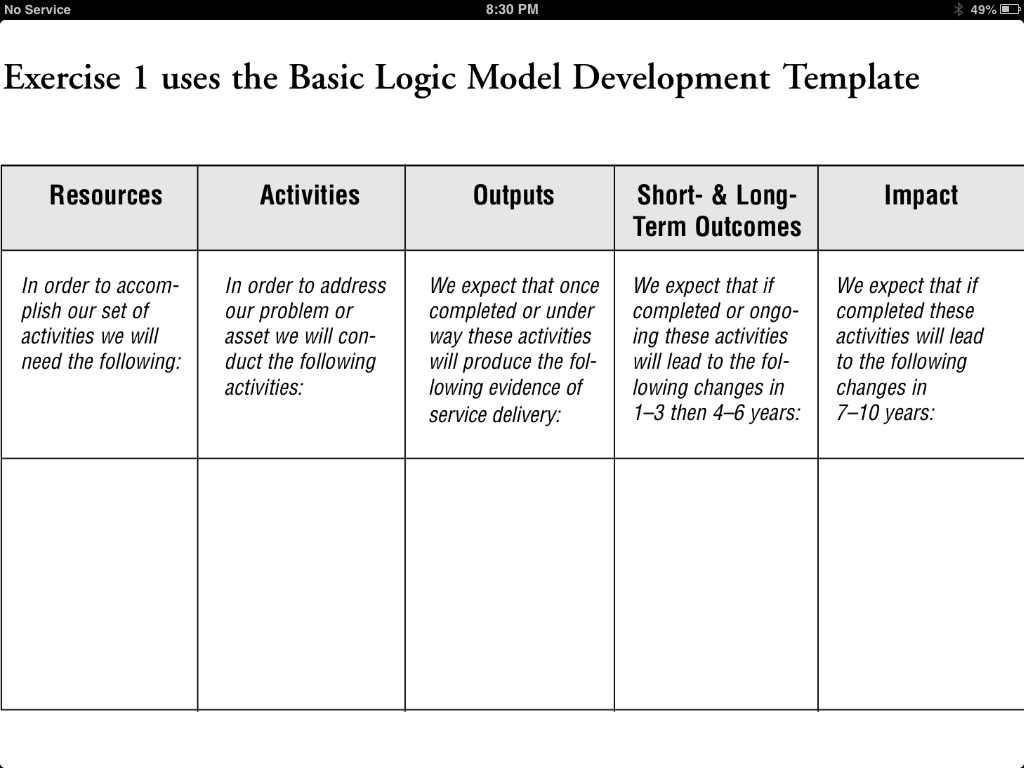 No Service
8:30 PM
49%
Exercise 1 uses the Basic Logic Model Development Template
Resources
In order to accom-
plish our set of
activities we will
need the following:
Activities
In order to address
our problem or
asset we will con-
duct the following
activities:
Outputs
We expect that once
completed or under
way these activities
will produce the fol-
lowing evidence of
service delivery:
Short- & Long-
Term Outcomes
We expect that if
completed or ongo-
ing these activities
will lead to the fol-
lowing changes in
1–3 then 4–6 years:
Impact
We expect that if
completed these
activities will lead
to the following
changes in
7–10 years: